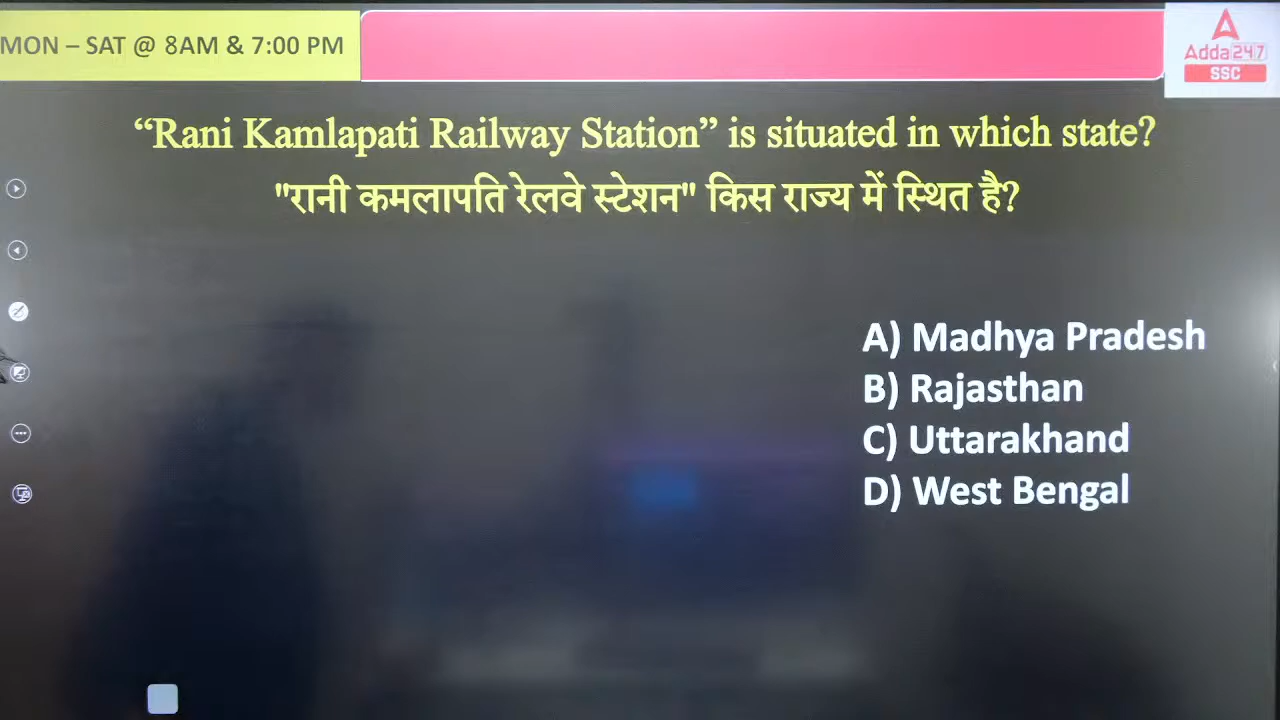 MON – SAT @ 8AM & 7:00 PM
Adda247
SSC
“Rani Kamlapati Railway Station” is situated in which state?
"रानी कमलापति रेलवे स्टेशन" किस राज्य में स्थित है?
A) Madhya Pradesh
B) Rajasthan
C) Uttarakhand
D) West Bengal